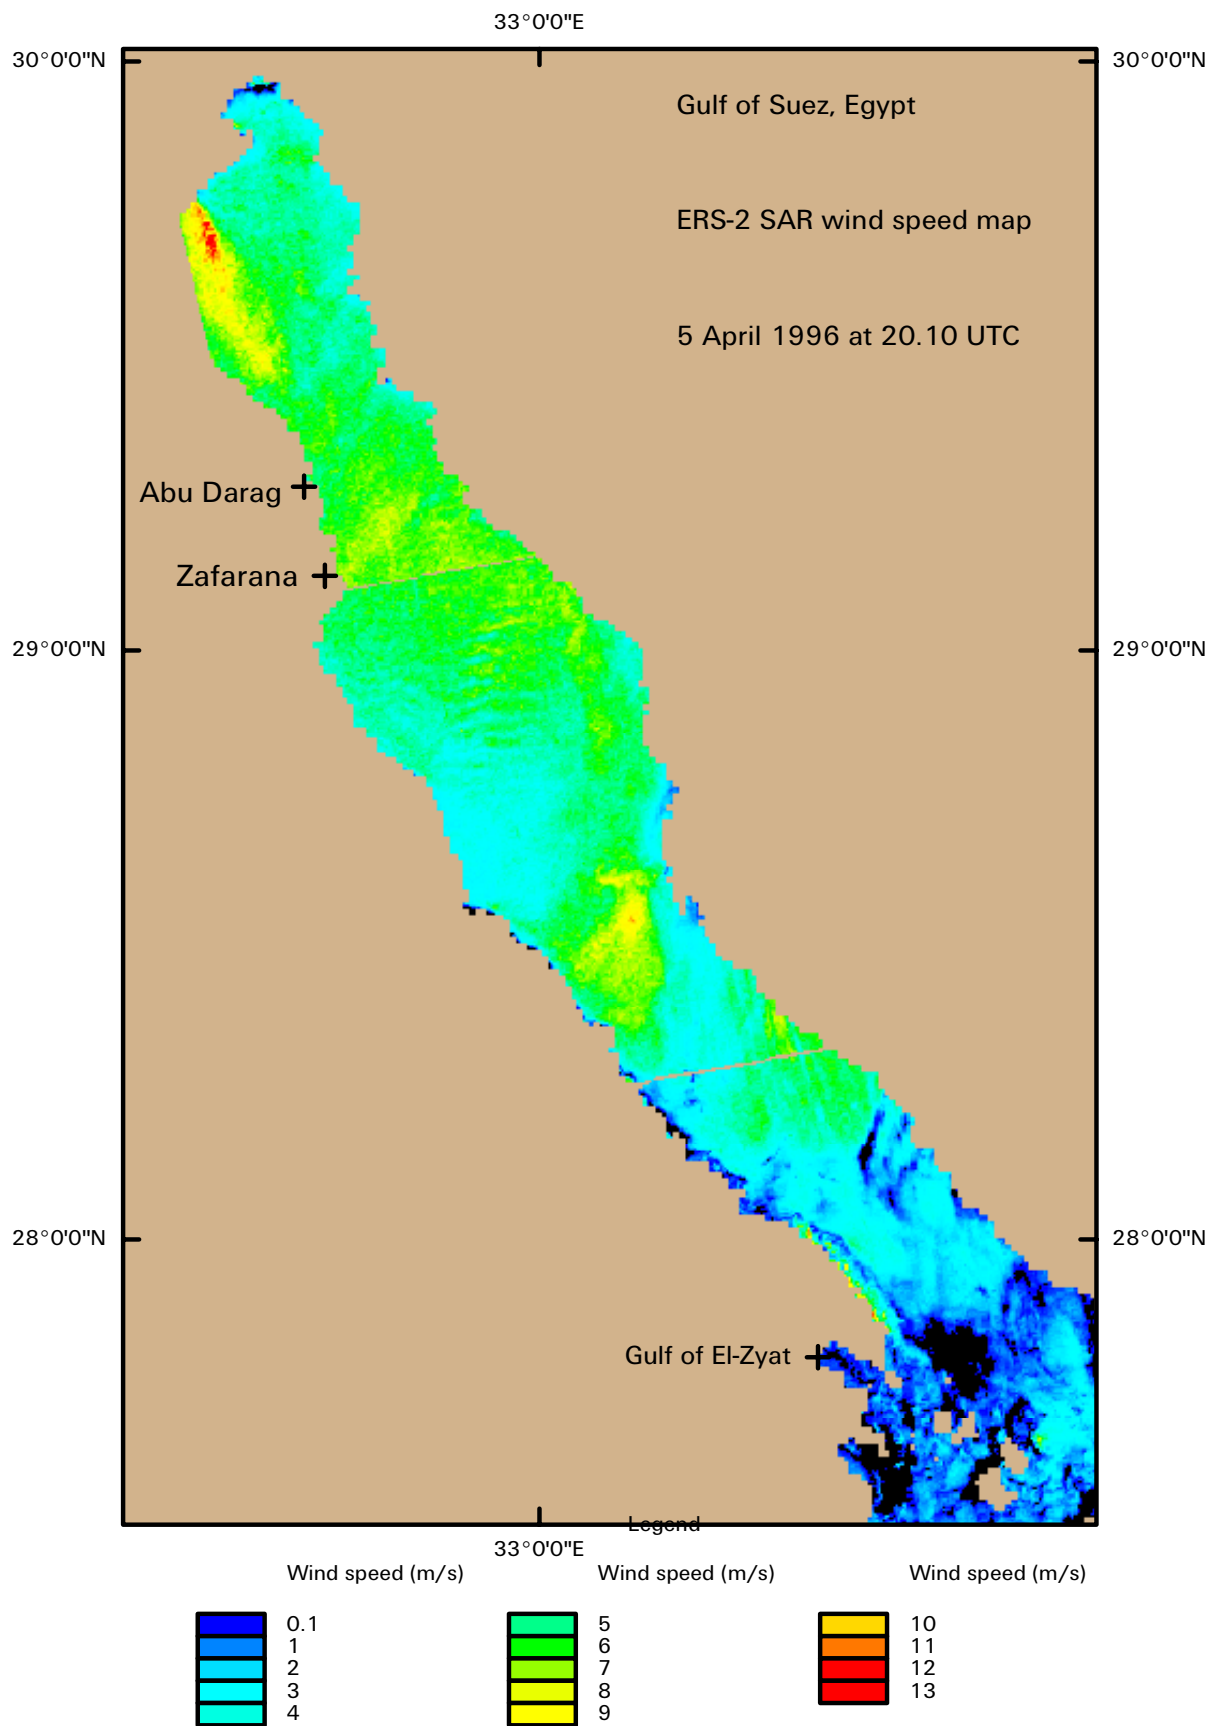 33°0'0"E
30°0'0"N
30°0'0"N
Gulf of Suez, Egypt
ERS-2 SAR wind speed map
5 April 1996 at 20.10 UTC
Abu Darag
Zafarana
29°0'0"N
29°0'0"N
28°0'0"N
28°0'0"N
Gulf of El-Zyat
Legend
33°0'0"E
Wind speed (m/s)
0.1
1
2
3
4
Wind speed (m/s)
5
6
7
8
9
Wind speed (m/s)
10
11
12
13